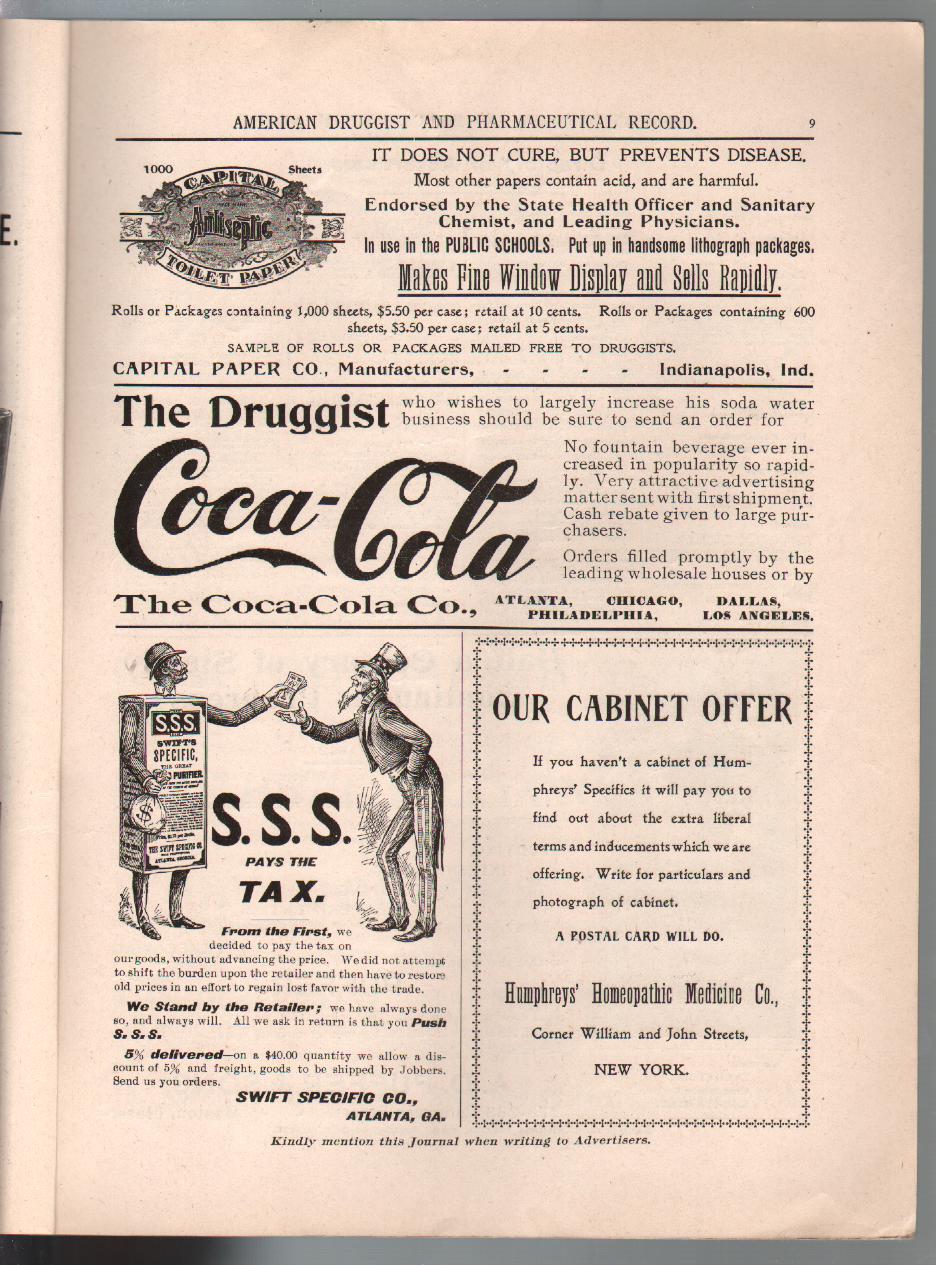 AMERICAN DRUGGIST AND PHARMACEUTICAL RECORD. 9
1000 Sheets
CAPITAL
Antiseptic
TOILET PAPER
IT DOES NOT CURE, BUT PREVENTS DISEASE.
Most other papers contain acid, and are harmful.
Endorsed by the State Health Officer and Sanitary
Chemist, and Leading Physicians.
In use in the PUBLIC SCHOOLS. Put up in handsome lithograph packages.
Makes Fine Window Display and Sells Rapidly.
Rolls or Packages containing 1,000 sheets, $5.50 per case; retail at 10 cents. Rolls or Packages containing 600
sheets, $3.50 per case; retail at 5 cents.
SAMPLE OF ROLLS OR PACKAGES MAILED FREE TO DRUGGISTS.
CAPITAL PAPER CO., Manufacturers, - - - - Indianapolis, Ind.
E.
The Druggist who wishes to largely increase his soda water
business should be sure to send an order for
Coca-Cola
No fountain beverage ever in-
creased in popularity so rapid-
ly. Very attractive advertising
matter sent with first shipment.
Cash rebate given to large pur-
chasers.
Orders filled promptly by the
leading wholesale houses or by
The Coca-Cola Co., ATLANTA, CHICAGO, DALLAS,
PHILADELPHIA, LOS ANGELES.
S.S.S.
SWIFT'S
SPECIFIC,
THE GREAT
PURIFIER.
$
THE SWIFT SPECIFIC CO.
ATLANTA, GEORGIA.
S. S. S.
PAYS THE
TAX.
From the First, we
decided to pay the tax on
our goods, without advancing the price. We did not attempt
to shift the burden upon the retailer and then have to restore
old prices in an effort to regain lost favor with the trade.
We Stand by the Retailer; we have always done
so, and always will. All we ask in return is that you Push
S. S. S.
5% delivered—on a $40.00 quantity we allow a dis-
count of 5% and freight, goods to be shipped by Jobbers.
Send us you orders.
SWIFT SPECIFIC CO.,
ATLANTA, GA.
OUR CABINET OFFER
If you haven't a cabinet of Hum-
phreys' Specifics it will pay you to
find out about the extra liberal
terms and inducements which we are
offering. Write for particulars and
photograph of cabinet.
A POSTAL CARD WILL DO.
Humphreys' Homeopathic Medicine Co.,
Corner William and John Streets,
NEW YORK.
Kindly mention this Journal when writing to Advertisers.